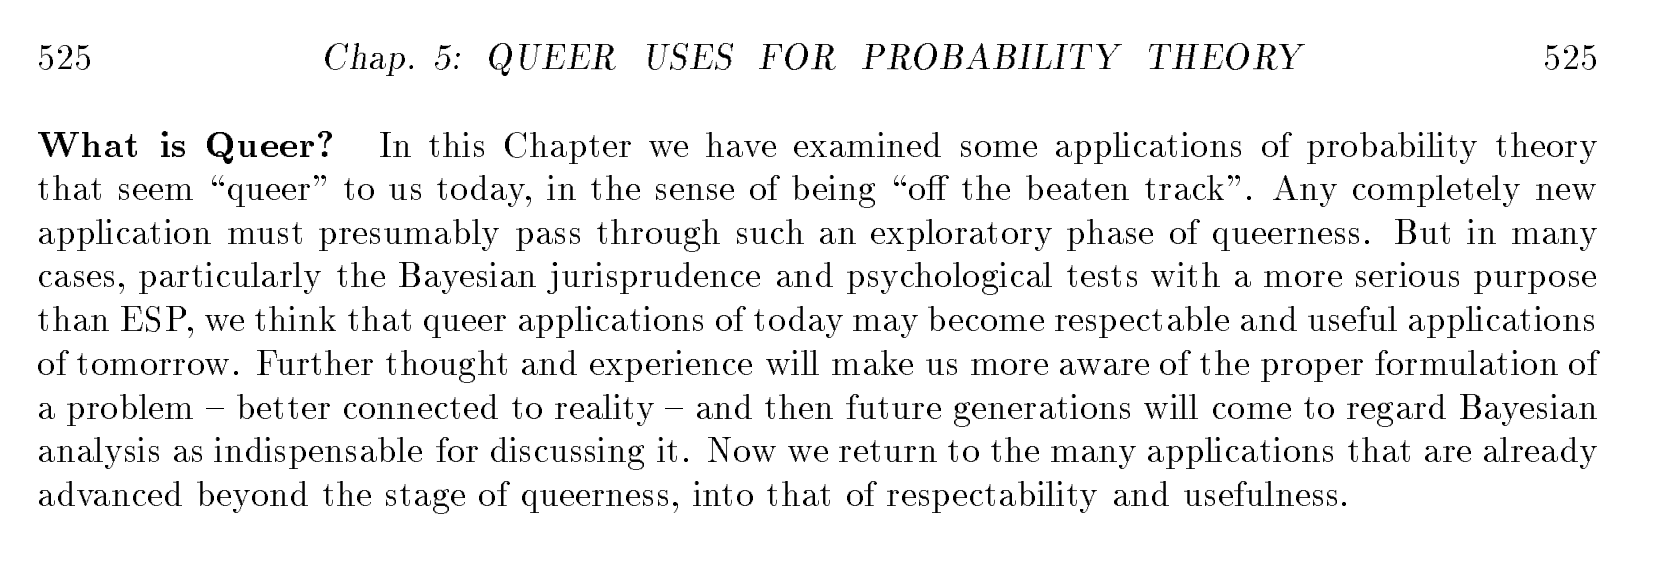 525 Chap. 5: QUEER USES FOR PROBABILITY THEORY 525
What is Queer? In this Chapter we have examined some applications of probability theory
that seem “queer” to us today, in the sense of being “off the beaten track”. Any completely new
application must presumably pass through such an exploratory phase of queerness. But in many
cases, particularly the Bayesian jurisprudence and psychological tests with a more serious purpose
than ESP, we think that queer applications of today may become respectable and useful applications
of tomorrow. Further thought and experience will make us more aware of the proper formulation of
a problem – better connected to reality – and then future generations will come to regard Bayesian
analysis as indispensable for discussing it. Now we return to the many applications that are already
advanced beyond the stage of queerness, into that of respectability and usefulness.